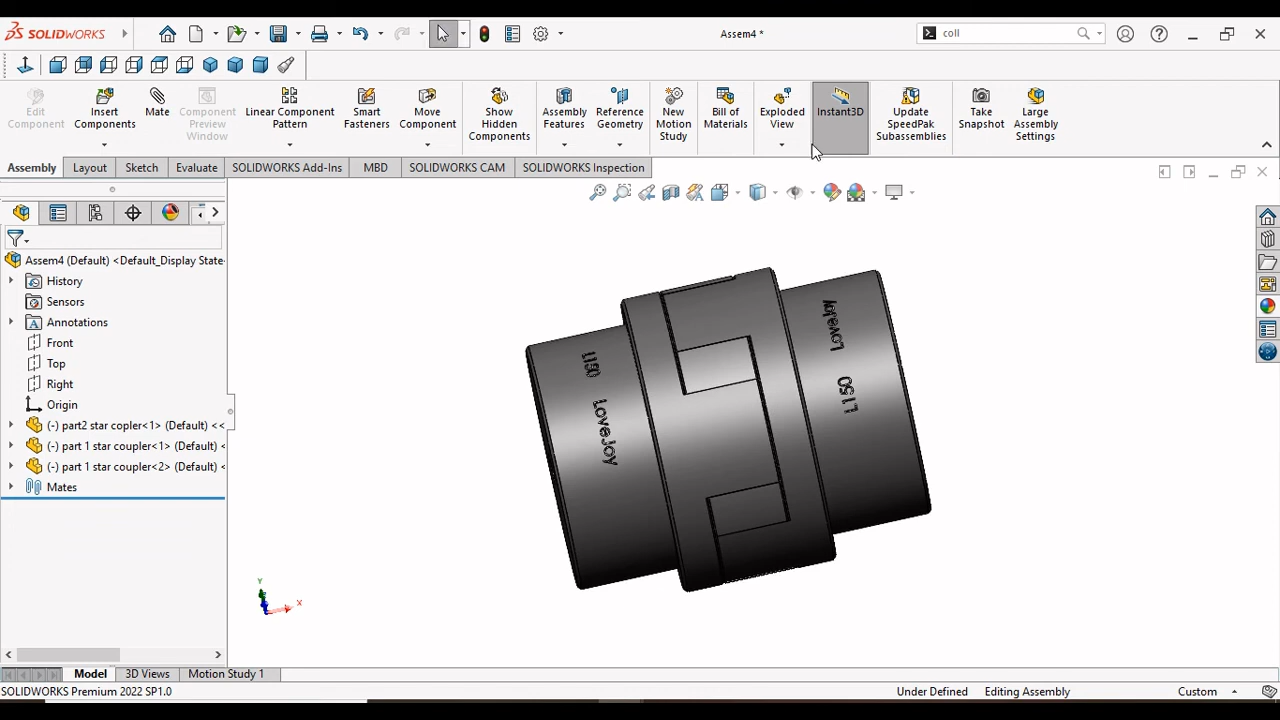 SOLIDWORKS
Assem4 *
coll
Edit Component
Insert Components
Mate
Component Preview Window
Linear Component Pattern
Smart Fasteners
Move Component
Show Hidden Components
Assembly Features
Reference Geometry
New Motion Study
Bill of Materials
Exploded View
Instant3D
Update SpeedPak Subassemblies
Take Snapshot
Large Assembly Settings
Assembly
Layout
Sketch
Evaluate
SOLIDWORKS Add-Ins
MBD
SOLIDWORKS CAM
SOLIDWORKS Inspection
Assem4 (Default) <Default_Display State-
History
Sensors
Annotations
Front
Top
Right
Origin
(-) part2 star copler<1> (Default) <<
(-) part 1 star coupler<1> (Default) <
(-) part 1 star coupler<2> (Default) <
Mates
L150 LoveJoy
Lovejoy L150
Y
X
Model
3D Views
Motion Study 1
SOLIDWORKS Premium 2022 SP1.0
Under Defined
Editing Assembly
Custom